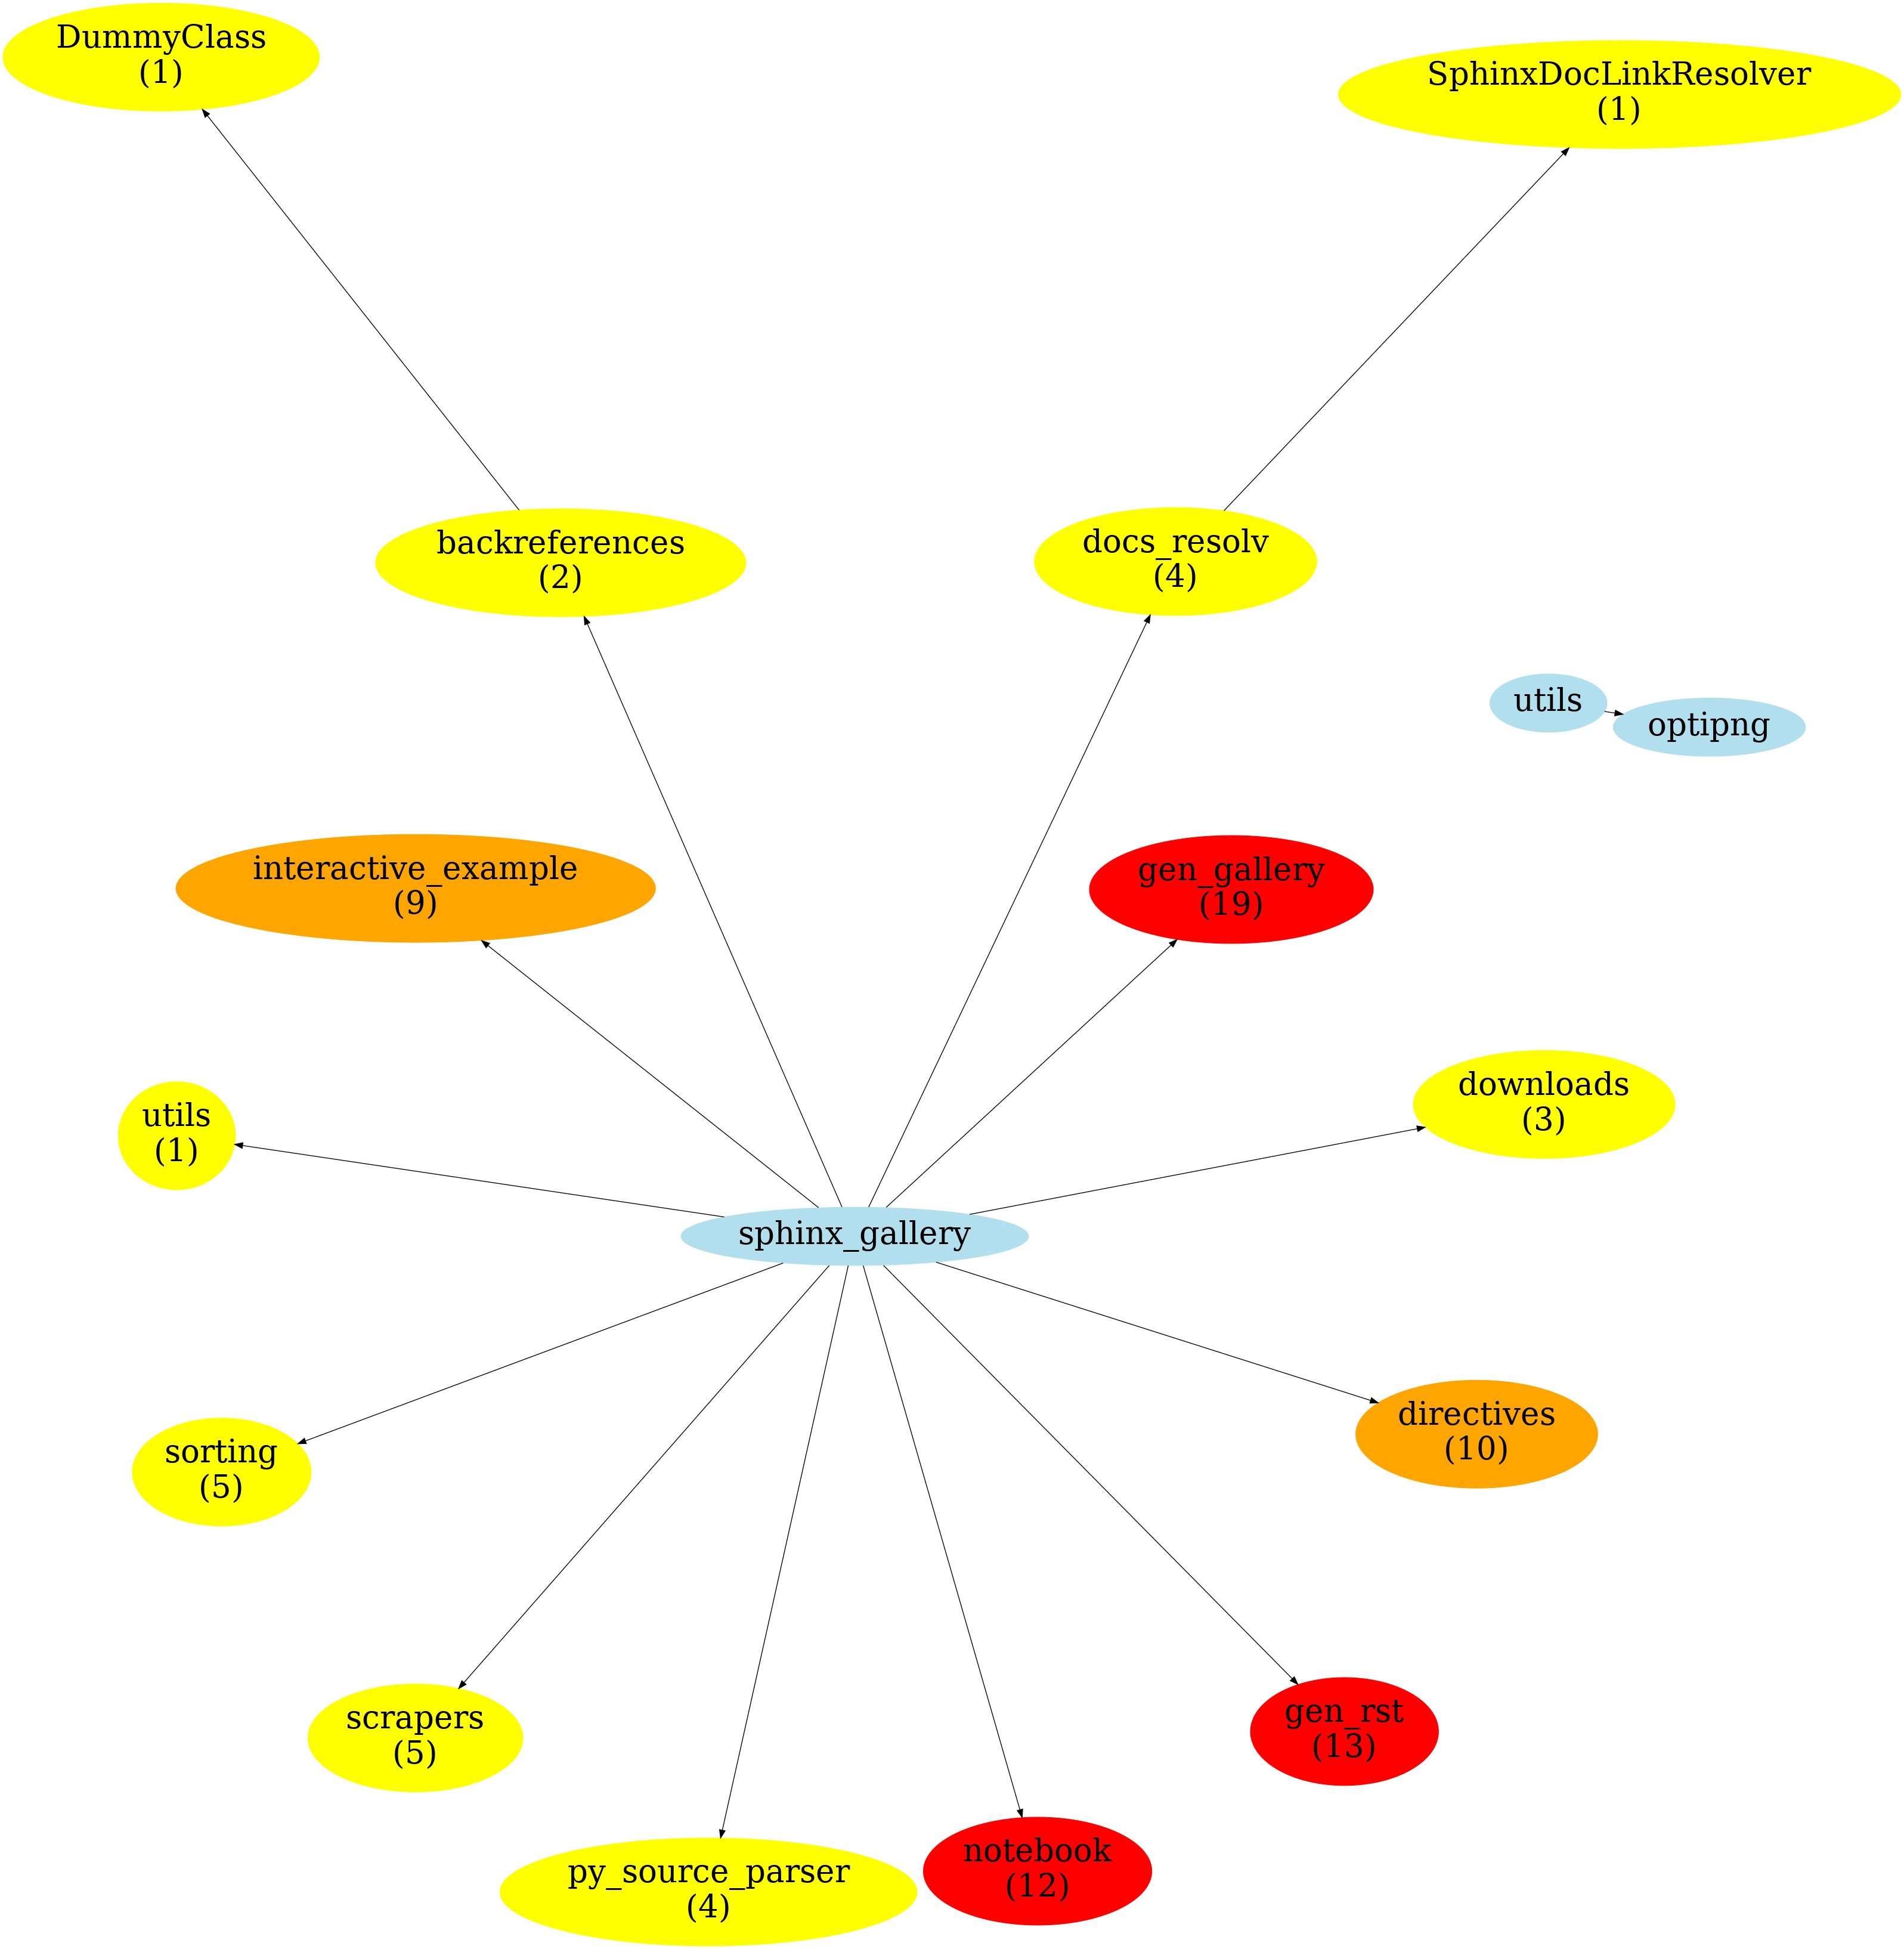 DummyClass
(1)
SphinxDocLinkResolver
(1)
backreferences
(2)
docs_resolv
(4)
utils
optipng
interactive_example
(9)
gen_gallery
(19)
downloads
(3)
utils
(1)
sphinx_gallery
directives
(10)
sorting
(5)
scrapers
(5)
gen_rst
(13)
py_source_parser
(4)
notebook
(12)